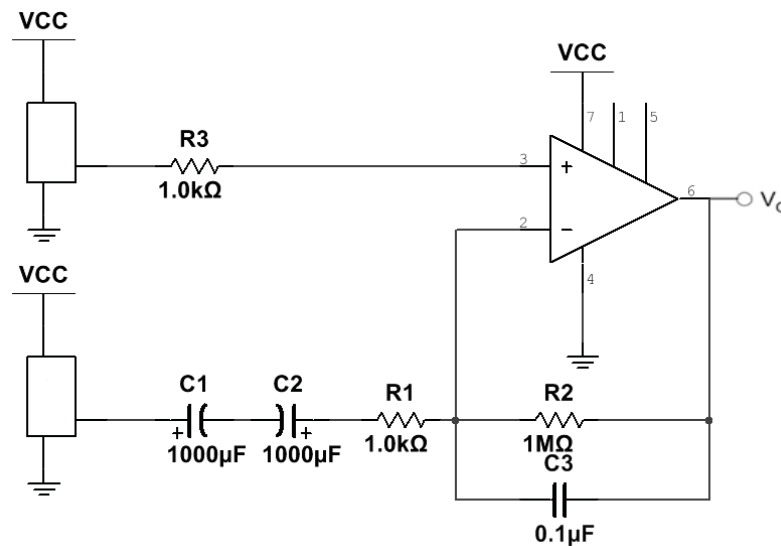 VCC
VCC
7
1
5
R3
3
+
1.0kΩ
6
V
2
−
VCC
4
C1
C2
R1
R2
+
1000µF
1000µF
+
1.0kΩ
1MΩ
C3
0.1µF